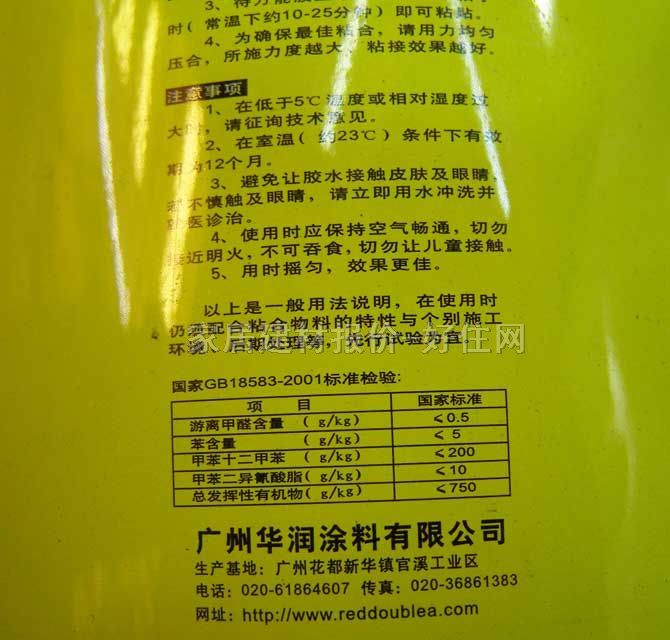 3、待万能胶
时（常温下约10-25分钟）即可粘黏。
4、为确保最佳粘合，请用力均匀
压合，所施力度越大，粘接效果越好。
注意事项
1、在低于5℃温度或相对湿度过
大时，请征询技术意见。
2、在室温（约23℃）条件下有效
期为12个月。
3、避免让胶水接触皮肤及眼睛，
若不慎触及眼睛，请立即用水冲洗并
就医诊治。
4、使用时应保持空气畅通，切勿
接近明火，不可吞食，切勿让儿童接触。
5、用时摇匀，效果更佳。
以上是一般用法说明，在使用时
仍须配合粘合物料的特性与个别施工
环境、后期处理等，先行试验为宜。
家居建材报价 好住网
国家GB18583-2001标准检验：
项 目 国家标准
游离甲醛含量 （g/kg） ≤0.5
苯含量 （g/kg） ≤5
甲苯十二甲苯 （g/kg） ≤200
甲苯二异氰酸脂（g/kg） ≤10
总发挥性有机物（g/kg） ≤750
广州华润涂料有限公司
生产基地：广州花都新华镇官溪工业区
电话：020-61864607 传真：020-36861383
网址：http://www.reddoublea.com